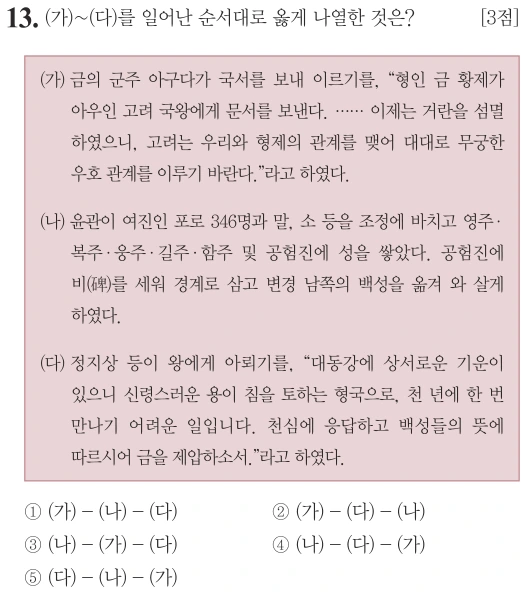 13. (가)~(다)를 일어난 순서대로 옳게 나열한 것은? [3점]
(가) 금의 군주 아구다가 국서를 보내 이르기를, “형인 금 황제가
아우인 고려 국왕에게 문서를 보낸다. …… 이제는 거란을 섬멸
하였으니, 고려는 우리와 형제의 관계를 맺어 대대로 무궁한
우호 관계를 이루기 바란다.”라고 하였다.
(나) 윤관이 여진인 포로 346명과 말, 소 등을 조정에 바치고 영주·
복주·웅주·길주·함주 및 공험진에 성을 쌓았다. 공험진에
비(碑)를 세워 경계로 삼고 변경 남쪽의 백성을 옮겨 와 살게
하였다.
(다) 정지상 등이 왕에게 아뢰기를, “대동강에 상서로운 기운이
있으니 신령스러운 용이 침을 토하는 형국으로, 천 년에 한 번
만나기 어려운 일입니다. 천심에 응답하고 백성들의 뜻에
따르시어 금을 제압하소서.”라고 하였다.
① (가) – (나) – (다) ② (가) – (다) – (나)
③ (나) – (가) – (다) ④ (나) – (다) – (가)
⑤ (다) – (나) – (가)